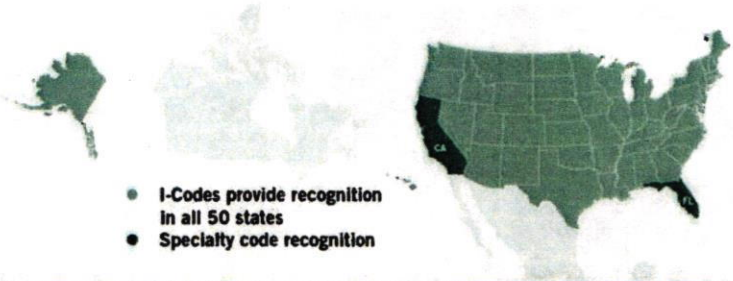 CA
FL
I-Codes provide recognition
in all 50 states
Specialty code recognition